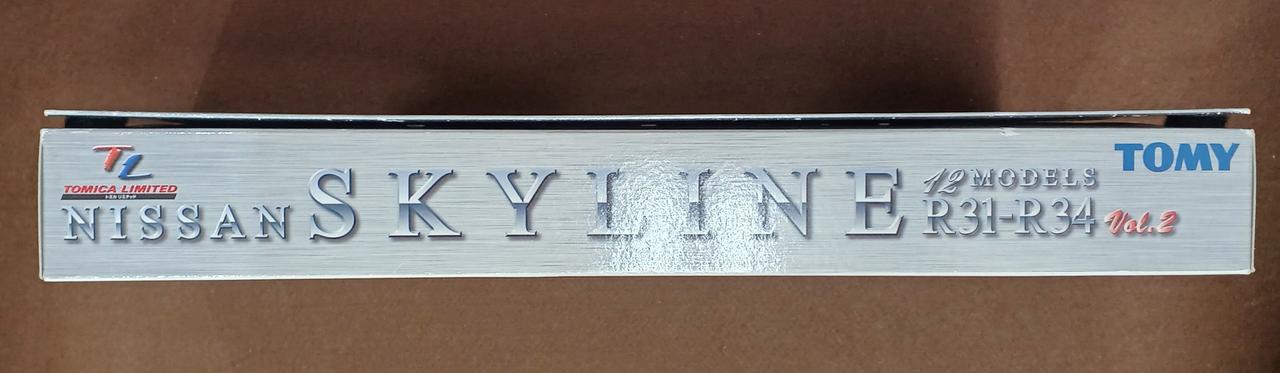 TL
TOMICA LIMITED
トミカ リミテッド
NISSAN SKYLINE
12 MODELS
R31-R34 Vol.2
TOMY